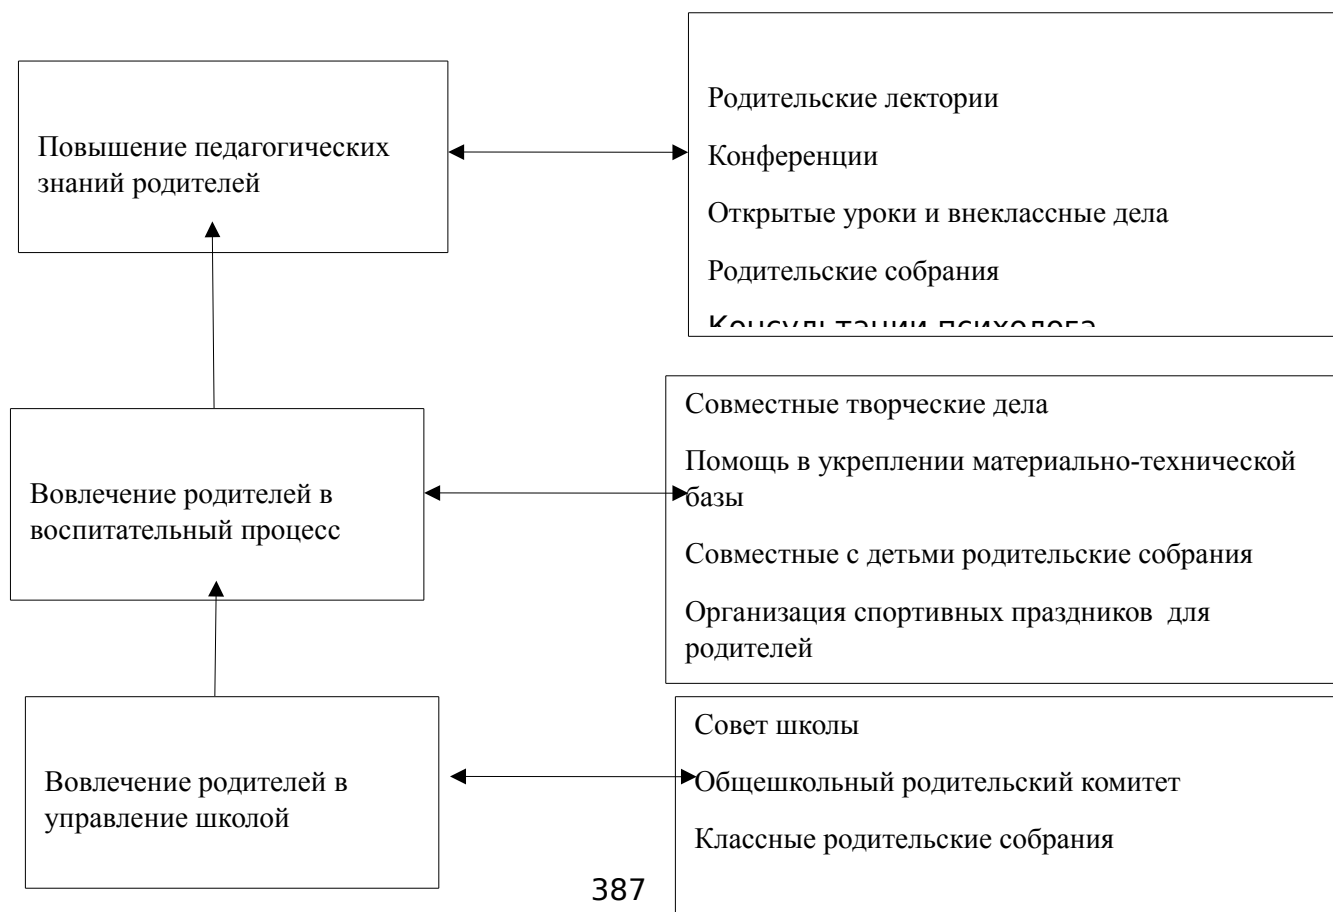 Повышение педагогических
знаний родителей
Родительские лектории
Конференции
Открытые уроки и внеклассные дела
Родительские собрания
Консультации психолога
Вовлечение родителей в
воспитательный процесс
Совместные творческие дела
Помощь в укреплении материально-технической
базы
Совместные с детьми родительские собрания
Организация спортивных праздников  для
родителей
Вовлечение родителей в
управление школой
Совет школы
Общешкольный родительский комитет
Классные родительские собрания
387